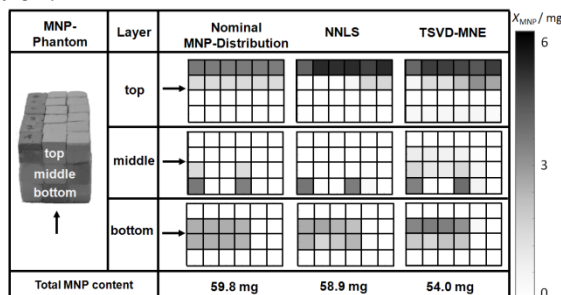 MNP-
Phantom
Layer
Nominal
MNP-Distribution
NNLS
TSVD-MNE
X_MNP / mg
6
3
0
top
middle
bottom
top
middle
bottom
Total MNP content
59.8 mg
58.9 mg
54.0 mg